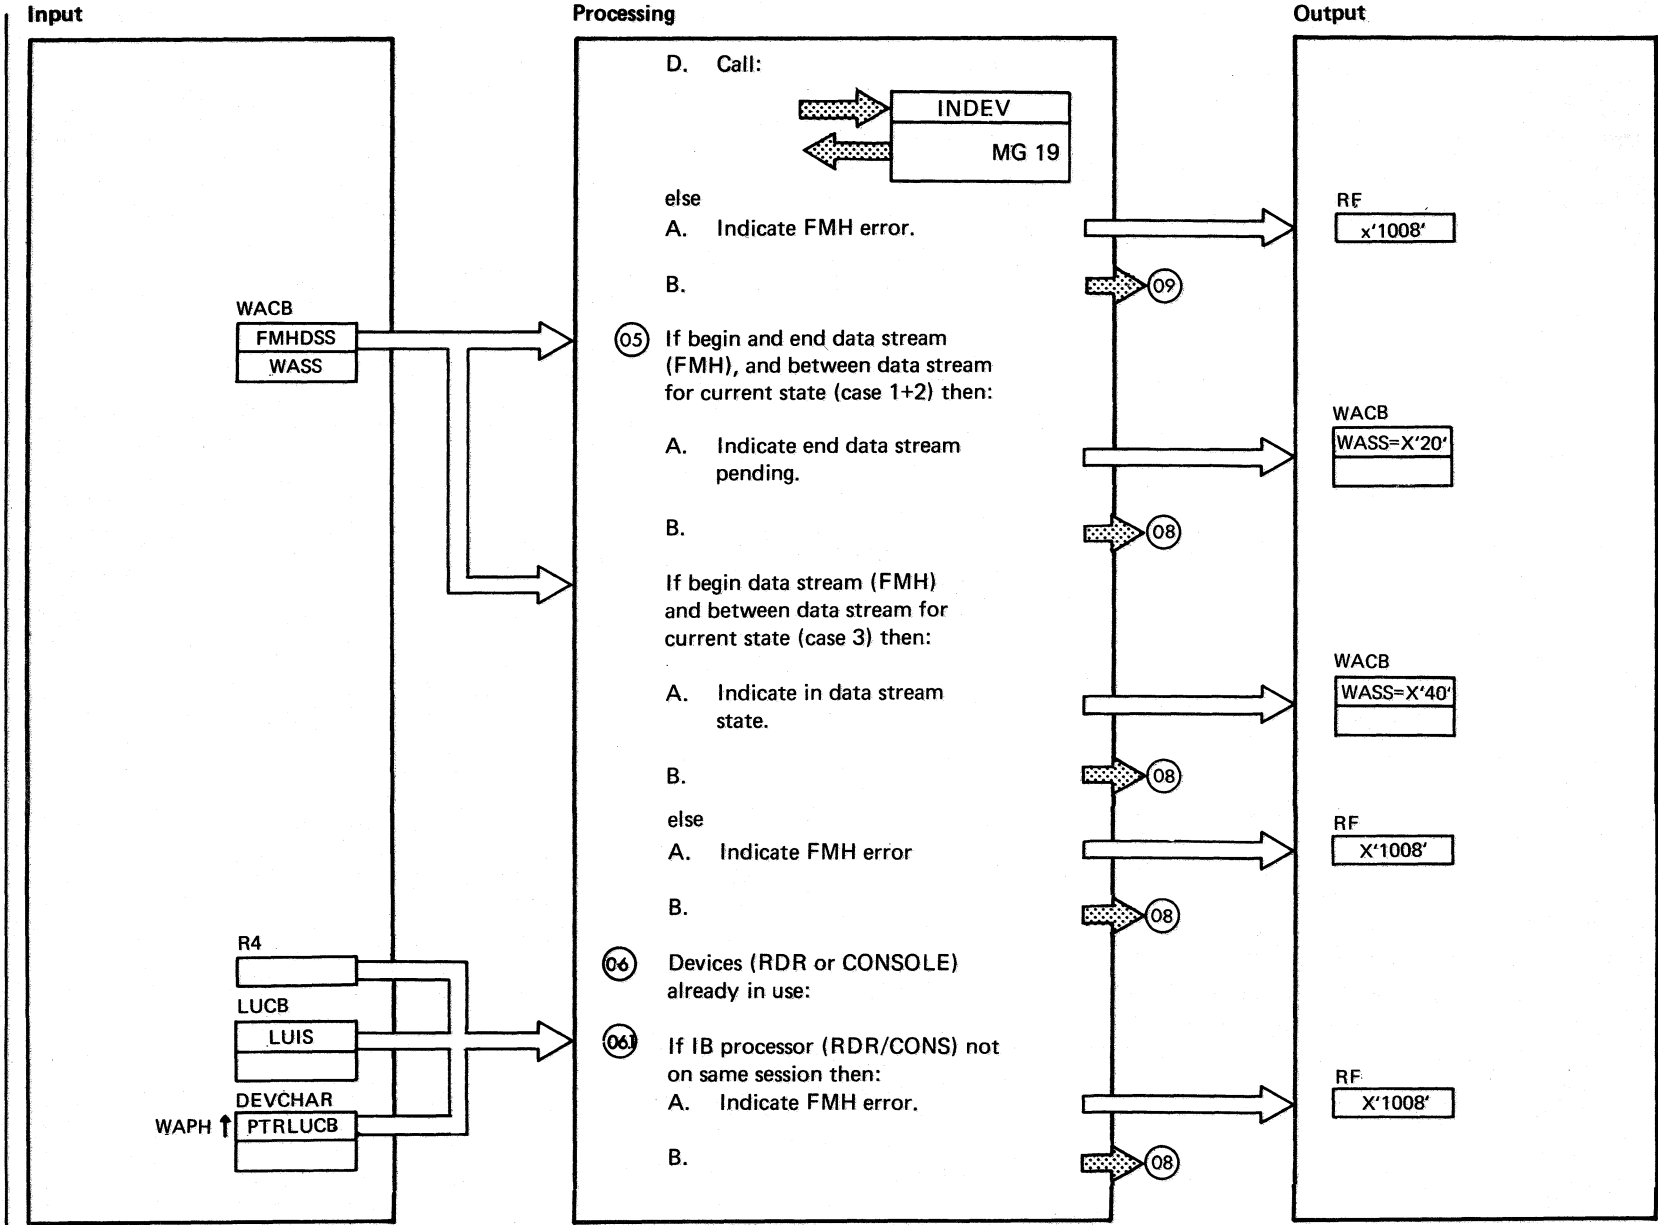 Input
Processing
Output
D. Call:
INDEV
MG 19
else
A. Indicate FMH error.
RF
x'1008'
B.
09
WACB
FMHDSS
WASS
05 If begin and end data stream
(FMH), and between data stream
for current state (case 1+2) then:
A. Indicate end data stream
pending.
WACB
WASS=X'20'
B.
08
If begin data stream (FMH)
and between data stream for
current state (case 3) then:
A. Indicate in data stream
state.
WACB
WASS=X'40'
B.
08
else
A. Indicate FMH error
RF
X'1008'
B.
08
R4
LUCB
LUIS
DEVCHAR
WAPH
PTRLUCB
06 Devices (RDR or CONSOLE)
already in use:
06.1 If IB processor (RDR/CONS) not
on same session then:
A. Indicate FMH error.
RF
X'1008'
B.
08